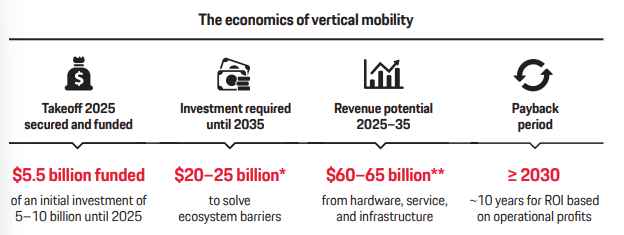 The economics of vertical mobility
$
Takeoff 2025
secured and funded
$5.5 billion funded
of an initial investment of
5–10 billion until 2025
Investment required
until 2035
$20–25 billion*
to solve
ecosystem barriers
Revenue potential
2025–35
$60–65 billion**
from hardware, service,
and infrastructure
Payback
period
≥ 2030
~10 years for ROI based
on operational profits